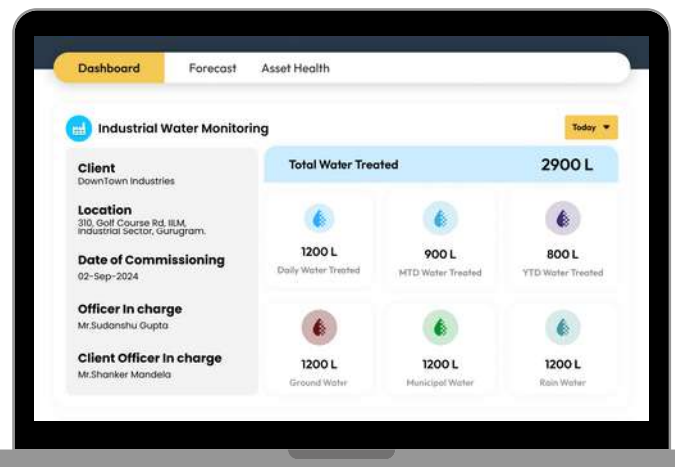 Dashboard
Forecast
Asset Health
Industrial Water Monitoring
Today
Client
DownTown Industries
Location
310, Golf Course Rd, IILM,
Industrial Sector, Gurugram.
Date of Commissioning
02-Sep-2024
Officer In charge
Mr.Sudanshu Gupta
Client Officer In charge
Mr.Shanker Mandela
Total Water Treated
2900 L
1200 L
Daily Water Treated
900 L
MTD Water Treated
800 L
YTD Water Treated
1200 L
Ground Water
1200 L
Municipal Water
1200 L
Rain Water